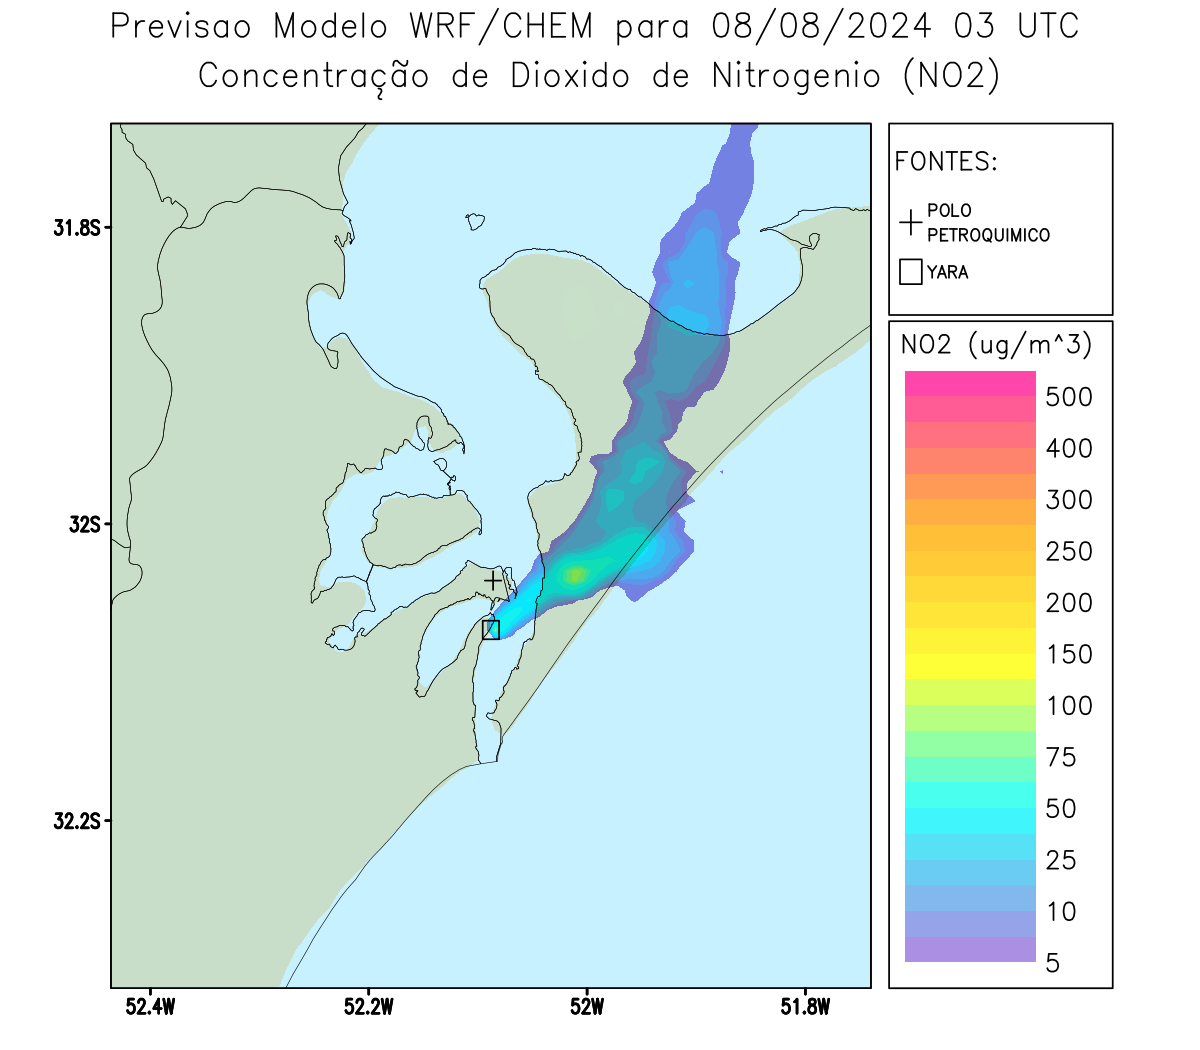 Previsao Modelo WRF/CHEM para 08/08/2024 03 UTC
Concentração de Dioxido de Nitrogenio (NO2)
FONTES:
POLO
PETROQUIMICO
YARA
31.8S
32S
32.2S
52.4W
52.2W
52W
51.8W
NO2 (ug/m^3)
500
400
300
250
200
150
100
75
50
25
10
5